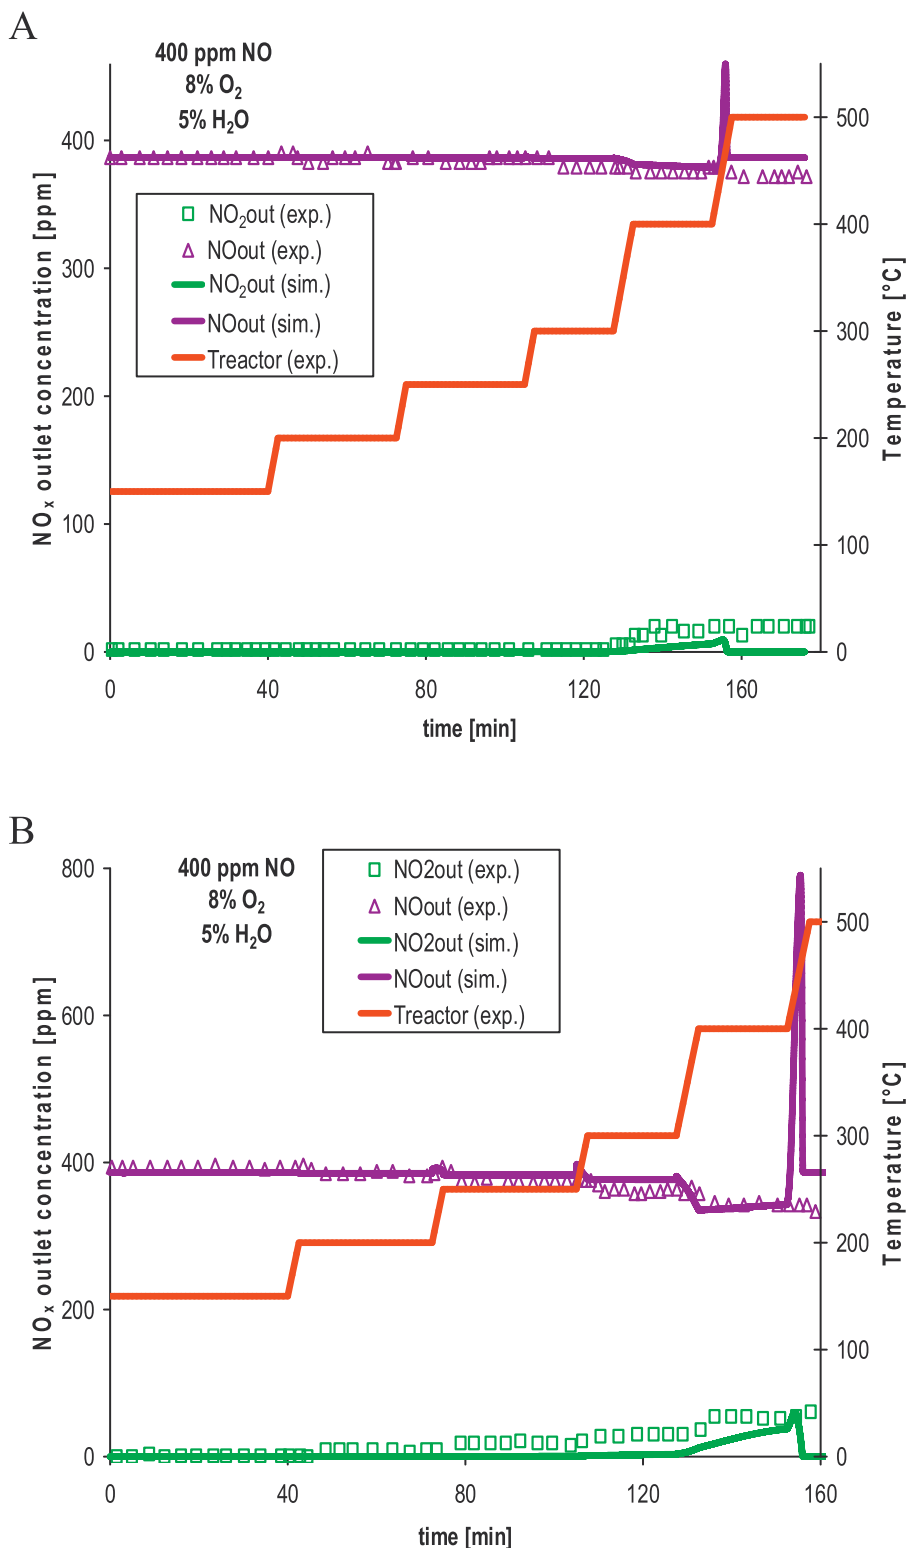 A
400 ppm NO
8% O₂
5% H₂O
400
300
200
100
0
NOₓ outlet concentration [ppm]
NO₂out (exp.)
NOout (exp.)
NO₂out (sim.)
NOout (sim.)
Treactor (exp.)
500
400
300
200
100
0
Temperature [°C]
0 40 80 120 160
time [min]
B
400 ppm NO
8% O₂
5% H₂O
800
600
400
200
0
NOₓ outlet concentration [ppm]
NO2out (exp.)
NOout (exp.)
NO2out (sim.)
NOout (sim.)
Treactor (exp.)
500
400
300
200
100
0
Temperature [°C]
0 40 80 120 160
time [min]